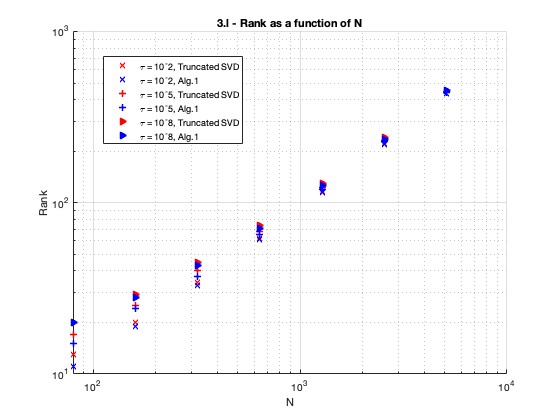 3.I - Rank as a function of N
10^3
τ = 10^-2, Truncated SVD
τ = 10^-2, Alg.1
τ = 10^-5, Truncated SVD
τ = 10^-5, Alg.1
τ = 10^-8, Truncated SVD
τ = 10^-8, Alg.1
Rank
10^2
10^1
10^2
10^3
10^4
N